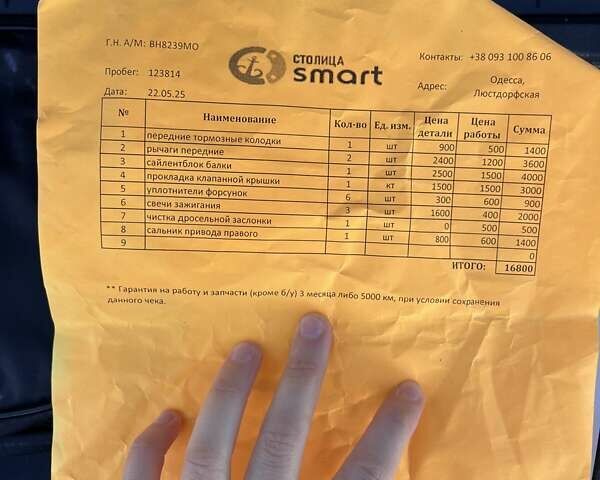 Г.Н. А/М: ВН8239МО
СТОЛИЦА
smart
Контакты: +38 093 100 86 06
Пробег: 123814
Адрес: Одесса,
Люстдорфская
Дата: 22.05.25
№ Наименование Кол-во Ед. изм. Цена детали Цена работы Сумма
1 передние тормозные колодки 1 шт 900 500 1400
2 рычаги передние 2 шт 2400 1200 3600
3 сайлентблок балки 1 шт 2500 1500 4000
4 прокладка клапанной крышки 1 кт 1500 1500 3000
5 уплотнители форсунок 6 шт 300 600 900
6 свечи зажигания 3 шт 1600 400 2000
7 чистка дросельной заслонки 1 шт 0 500 500
8 сальник привода правого 1 шт 800 600 1400
9 0
ИТОГО: 16800
** Гарантия на работу и запчасти (кроме б/у) 3 месяца либо 5000 км, при условии сохранения
данного чека.